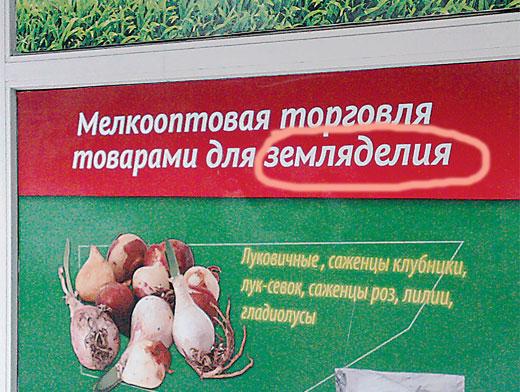 Мелкооптовая торговля
товарами для земляделия
Луковичные , саженцы клубники,
лук-севок, саженцы роз, лилии,
гладиолусы